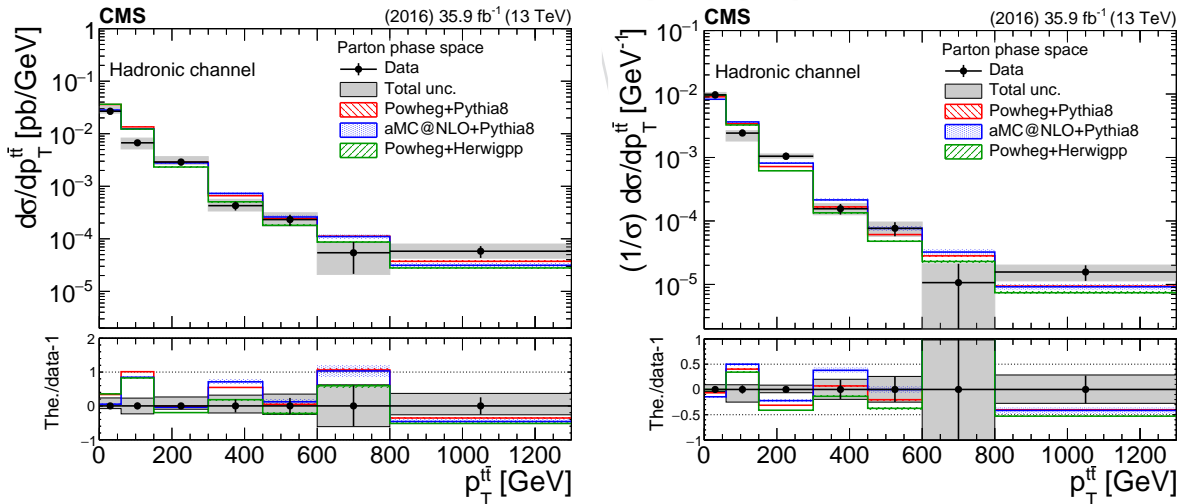 CMS
(2016) 35.9 fb⁻¹ (13 TeV)
dσ/dp_T^{tt̄} [pb/GeV]
1
10⁻¹
10⁻²
10⁻³
10⁻⁴
10⁻⁵
Hadronic channel
Parton phase space
Data
Total unc.
Powheg+Pythia8
aMC@NLO+Pythia8
Powheg+Herwigpp
The./data-1
2
1
0
−1
0 200 400 600 800 1000 1200
p_T^{tt̄} [GeV]
CMS
(2016) 35.9 fb⁻¹ (13 TeV)
(1/σ) dσ/dp_T^{tt̄} [GeV⁻¹]
10⁻¹
10⁻²
10⁻³
10⁻⁴
10⁻⁵
Hadronic channel
Parton phase space
Data
Total unc.
Powheg+Pythia8
aMC@NLO+Pythia8
Powheg+Herwigpp
The./data-1
1
0.5
0
−0.5
−1
0 200 400 600 800 1000 1200
p_T^{tt̄} [GeV]